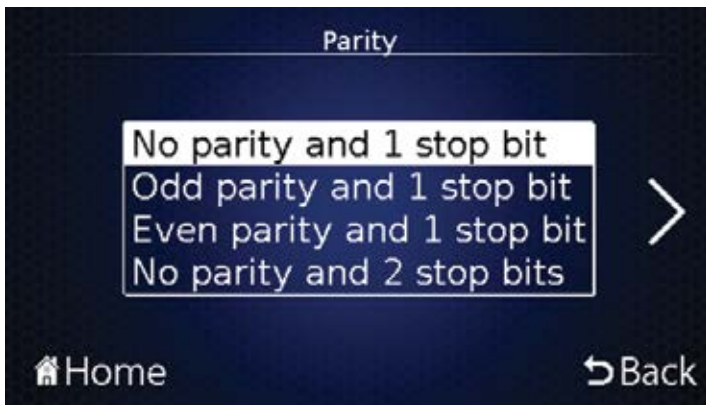 Parity
No parity and 1 stop bit
Odd parity and 1 stop bit
Even parity and 1 stop bit
No parity and 2 stop bits
Home
Back